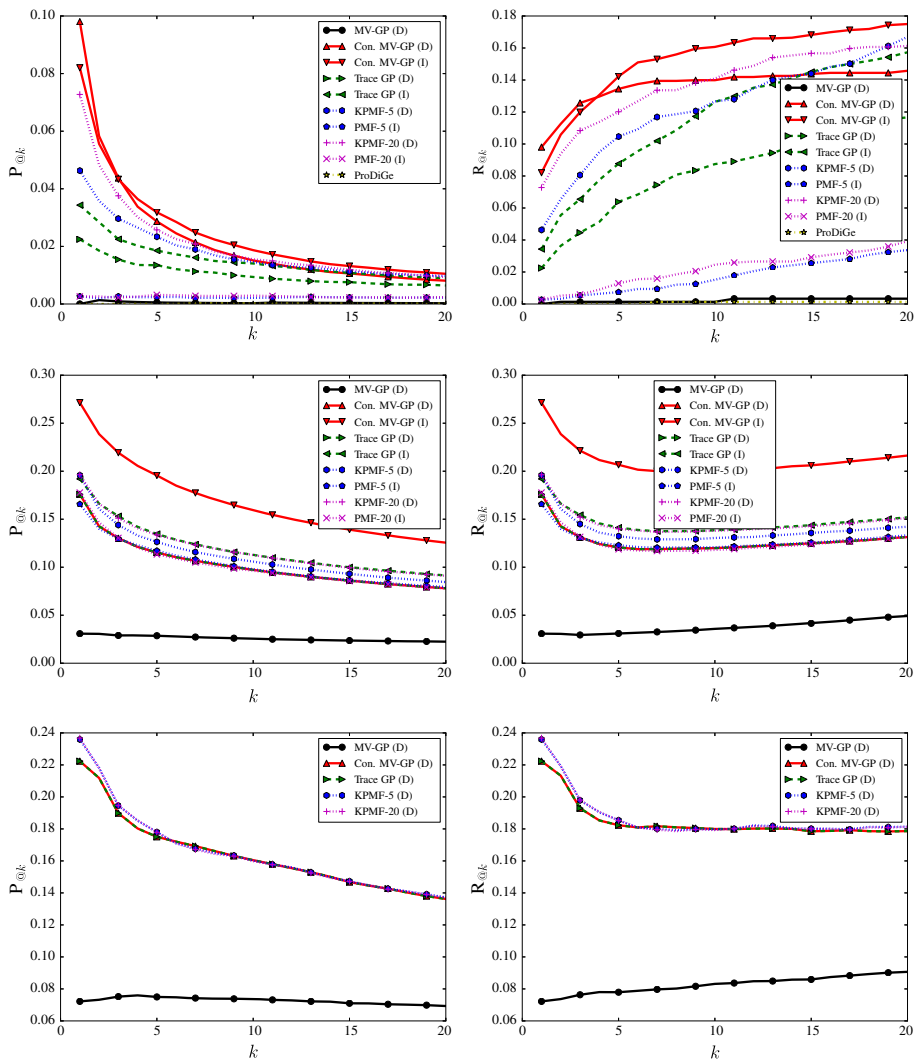 0.10
0.08
0.06
0.04
0.02
0.00
P@k
0 5 10 15 20
k
MV-GP (D)
Con. MV-GP (D)
Con. MV-GP (I)
Trace GP (D)
Trace GP (I)
KPMF-5 (D)
PMF-5 (I)
KPMF-20 (D)
PMF-20 (I)
ProDiGe
0.18
0.16
0.14
0.12
0.10
0.08
0.06
0.04
0.02
0.00
R@k
0 5 10 15 20
k
MV-GP (D)
Con. MV-GP (D)
Con. MV-GP (I)
Trace GP (D)
Trace GP (I)
KPMF-5 (D)
PMF-5 (I)
KPMF-20 (D)
PMF-20 (I)
ProDiGe
0.30
0.25
0.20
0.15
0.10
0.05
0.00
P@k
0 5 10 15 20
k
MV-GP (D)
Con. MV-GP (D)
Con. MV-GP (I)
Trace GP (D)
Trace GP (I)
KPMF-5 (D)
PMF-5 (I)
KPMF-20 (D)
PMF-20 (I)
0.30
0.25
0.20
0.15
0.10
0.05
0.00
R@k
0 5 10 15 20
k
MV-GP (D)
Con. MV-GP (D)
Con. MV-GP (I)
Trace GP (D)
Trace GP (I)
KPMF-5 (D)
PMF-5 (I)
KPMF-20 (D)
PMF-20 (I)
0.24
0.22
0.20
0.18
0.16
0.14
0.12
0.10
0.08
0.06
P@k
0 5 10 15 20
k
MV-GP (D)
Con. MV-GP (D)
Trace GP (D)
KPMF-5 (D)
KPMF-20 (D)
0.24
0.22
0.20
0.18
0.16
0.14
0.12
0.10
0.08
0.06
R@k
0 5 10 15 20
k
MV-GP (D)
Con. MV-GP (D)
Trace GP (D)
KPMF-5 (D)
KPMF-20 (D)